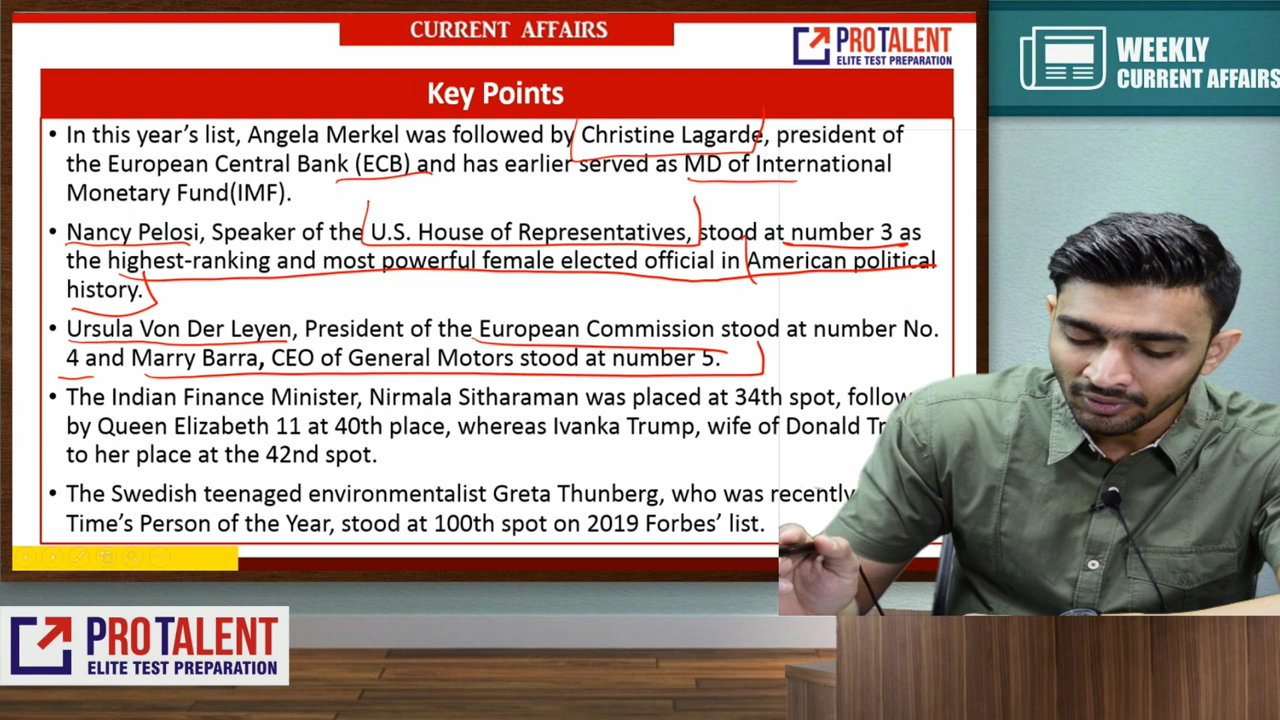 CURRENT AFFAIRS
PROTALENT
ELITE TEST PREPARATION
WEEKLY
CURRENT AFFAIRS
Key Points
• In this year's list, Angela Merkel was followed by Christine Lagarde, president of
the European Central Bank (ECB) and has earlier served as MD of International
Monetary Fund(IMF).
• Nancy Pelosi, Speaker of the U.S. House of Representatives, stood at number 3 as
the highest-ranking and most powerful female elected official in American political
history.
• Ursula Von Der Leyen, President of the European Commission stood at number No.
4 and Marry Barra, CEO of General Motors stood at number 5.
• The Indian Finance Minister, Nirmala Sitharaman was placed at 34th spot,
by Queen Elizabeth 11 at 40th place, whereas Ivanka Trump, wife of Donald
to her place at the 42nd spot.
• The Swedish teenaged environmentalist Greta Thunberg, who was recently
Time's Person of the Year, stood at 100th spot on 2019 Forbes' list.
PROTALENT
ELITE TEST PREPARATION